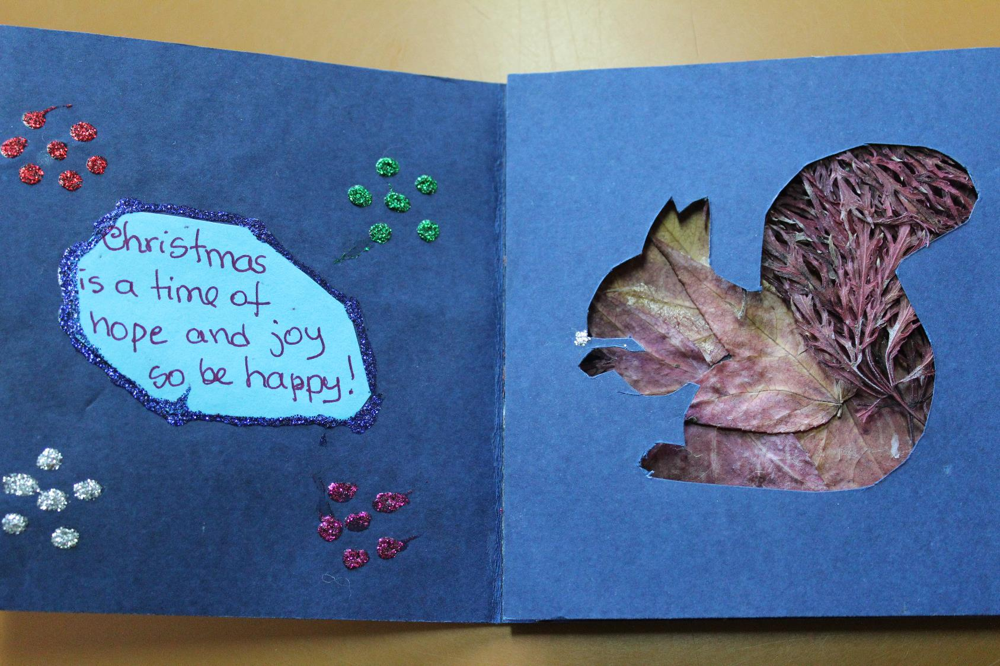 Christmas
is a time of
hope and joy
so be happy!